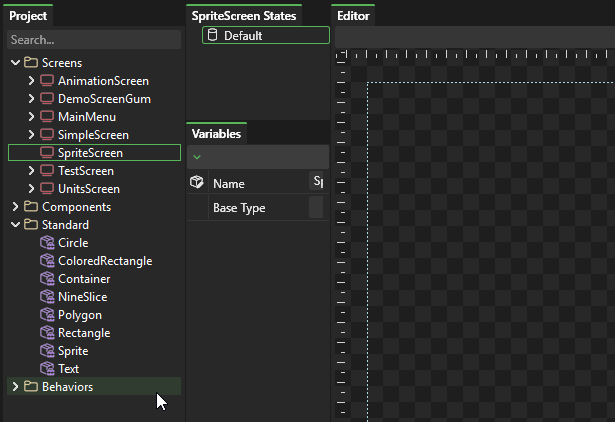 Project
Search...
Screens
AnimationScreen
DemoScreenGum
MainMenu
SimpleScreen
SpriteScreen
TestScreen
UnitsScreen
Components
Standard
Circle
ColoredRectangle
Container
NineSlice
Polygon
Rectangle
Sprite
Text
Behaviors
SpriteScreen States
Default
Variables
Name
Base Type
Editor